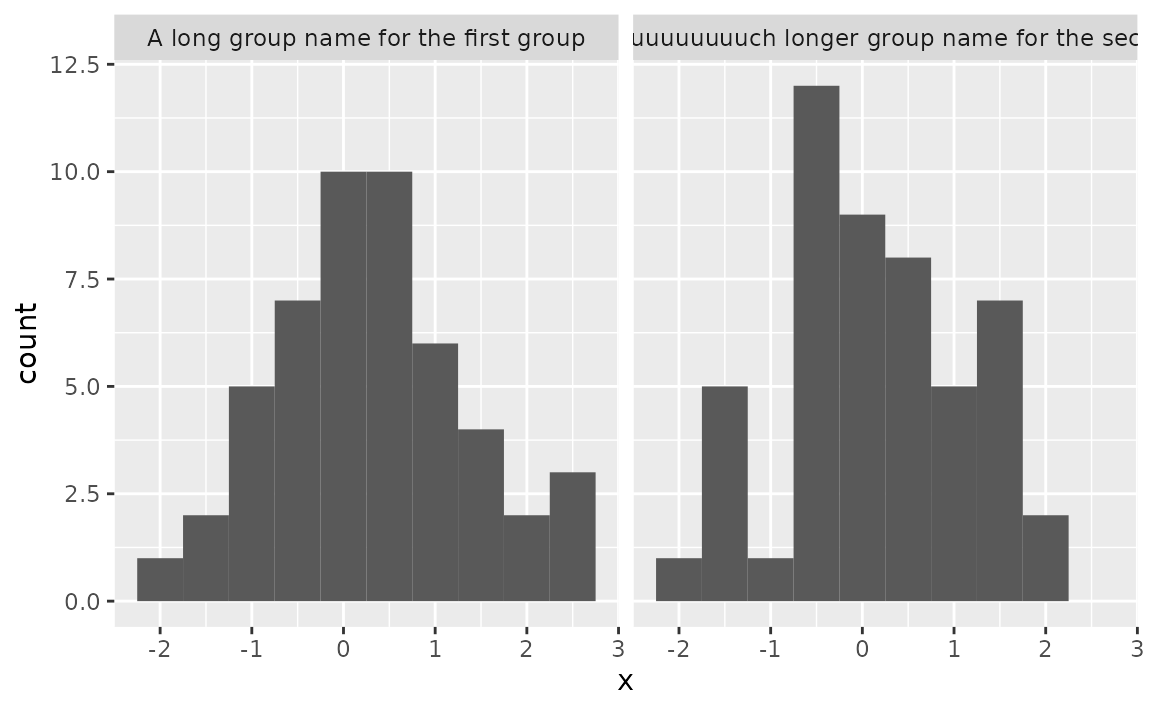 A long group name for the first group
uuuuuuuuch longer group name for the sec
12.5
10.0
7.5
5.0
2.5
0.0
count
-2 -1 0 1 2 3
-2 -1 0 1 2 3
x